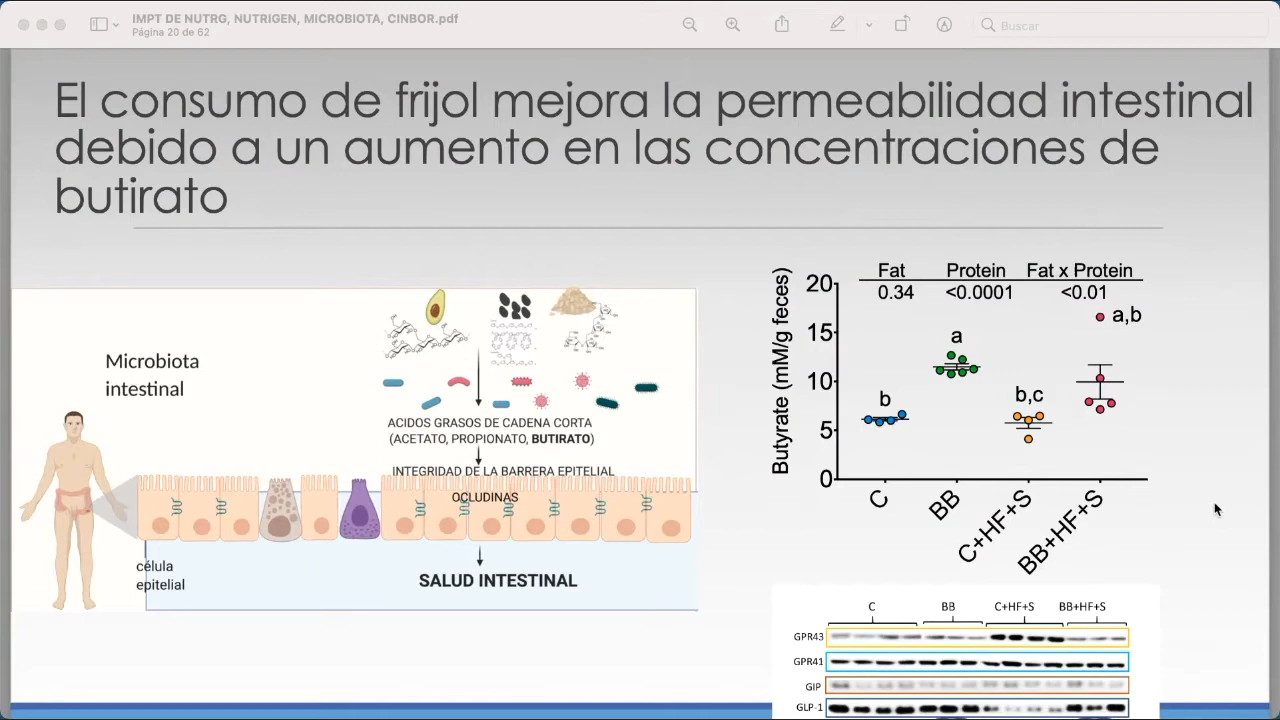 IMPT DE NUTRG, NUTRIGEN, MICROBIOTA, CINBOR.pdf
Página 20 de 62
Buscar
El consumo de frijol mejora la permeabilidad intestinal
debido a un aumento en las concentraciones de
butirato
Microbiota
intestinal
ACIDOS GRASOS DE CADENA CORTA
(ACETATO, PROPIONATO, BUTIRATO)
INTEGRIDAD DE LA BARRERA EPITELIAL
OCLUDINAS
célula
epitelial
SALUD INTESTINAL
Fat Protein Fat x Protein
0.34 <0.0001 <0.01
Butyrate (mM/g feces)
20
15
10
5
0
b
a
b,c
a,b
C
BB
C+HF+S
BB+HF+S
C BB C+HF+S BB+HF+S
GPR43
GPR41
GIP
GLP-1